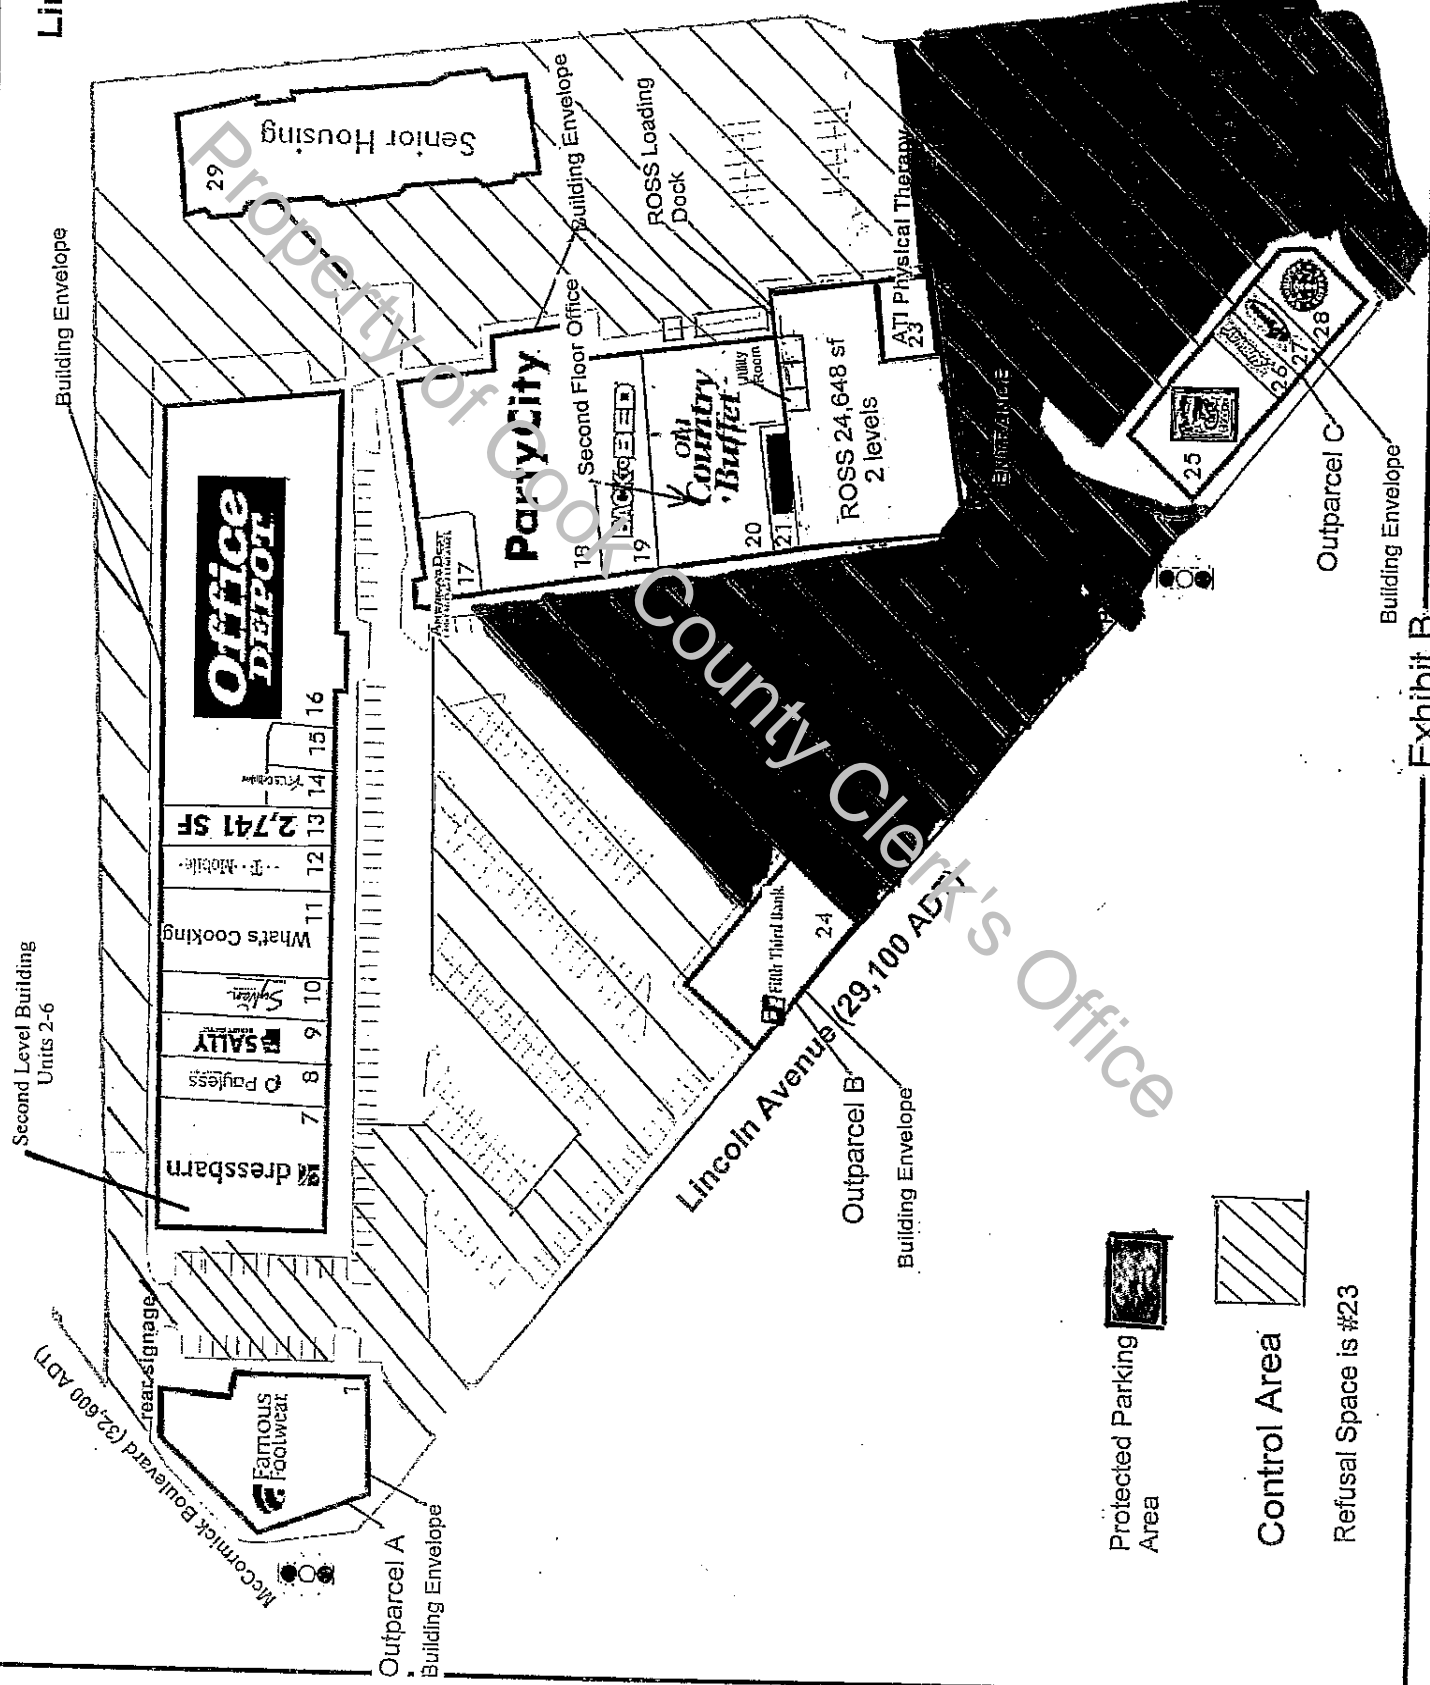 Li
Second Level Building
Units 2-6
Building Envelope
29
Senior Housing
Building Envelope
ROSS Loading
Dock
Office
DEPOT
16
15
14
13
2,741 SF
12
T - Mobile
11
What's Cooking
10
Sylvan
9
SALLY
8
Payless
7
dressbarn
17
Party City
18
Second Floor Office
BACK to BED
19
Old
Country
Buffet
Utility
Room
20
21
ROSS 24,648 sf
2 levels
ATI Physical Therapy
23
ENTRANCE
25
26
27
28
Outparcel C
Building Envelope
Fifth Third Bank
24
Lincoln Avenue (29,100 ADT)
Outparcel B
Building Envelope
rear signage
McCormick Boulevard (32,600 ADT)
Famous
Footwear
1
Outparcel A
Building Envelope
Protected Parking
Area
Control Area
Refusal Space is #23
Exhibit B
Property of Cook County Clerk's Office